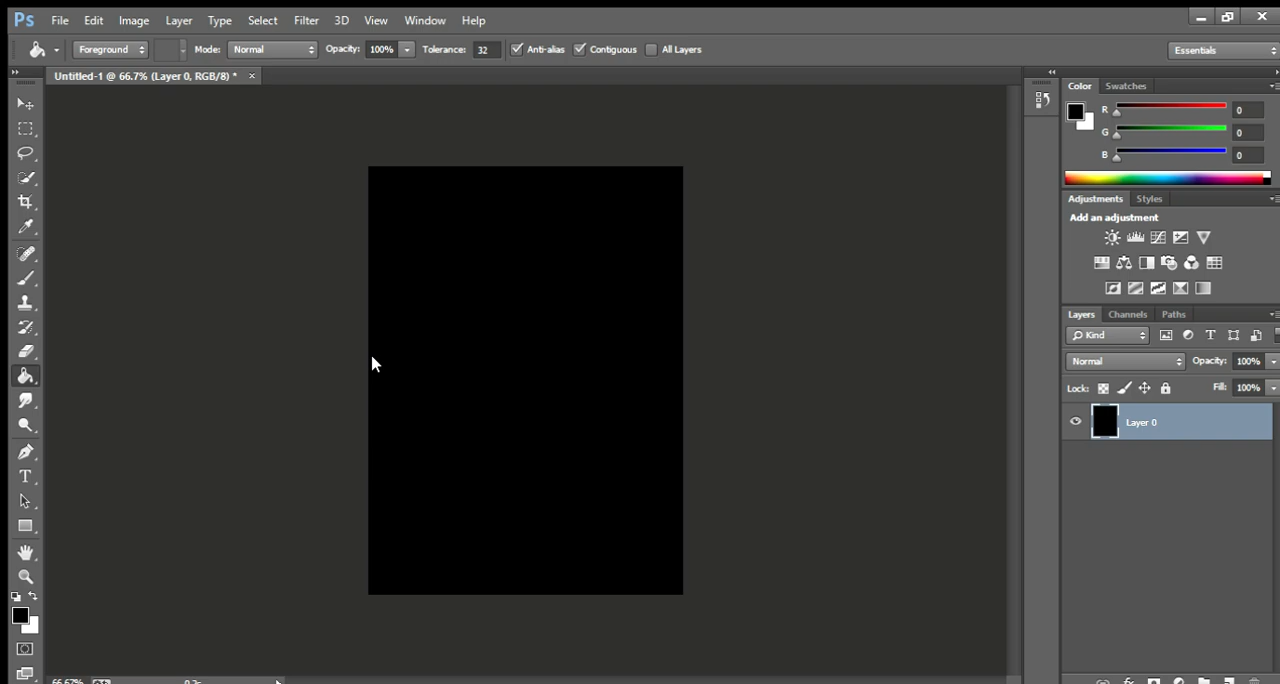 Ps File Edit Image Layer Type Select Filter 3D View Window Help
Foreground Mode: Normal Opacity: 100% Tolerance: 32 Anti-alias Contiguous All Layers Essentials
Untitled-1 @ 66.7% (Layer 0, RGB/8) * ×
Color Swatches
R 0
G 0
B 0
Adjustments Styles
Add an adjustment
Layers Channels Paths
Kind
Normal Opacity: 100%
Lock: Fill: 100%
Layer 0
66.67%